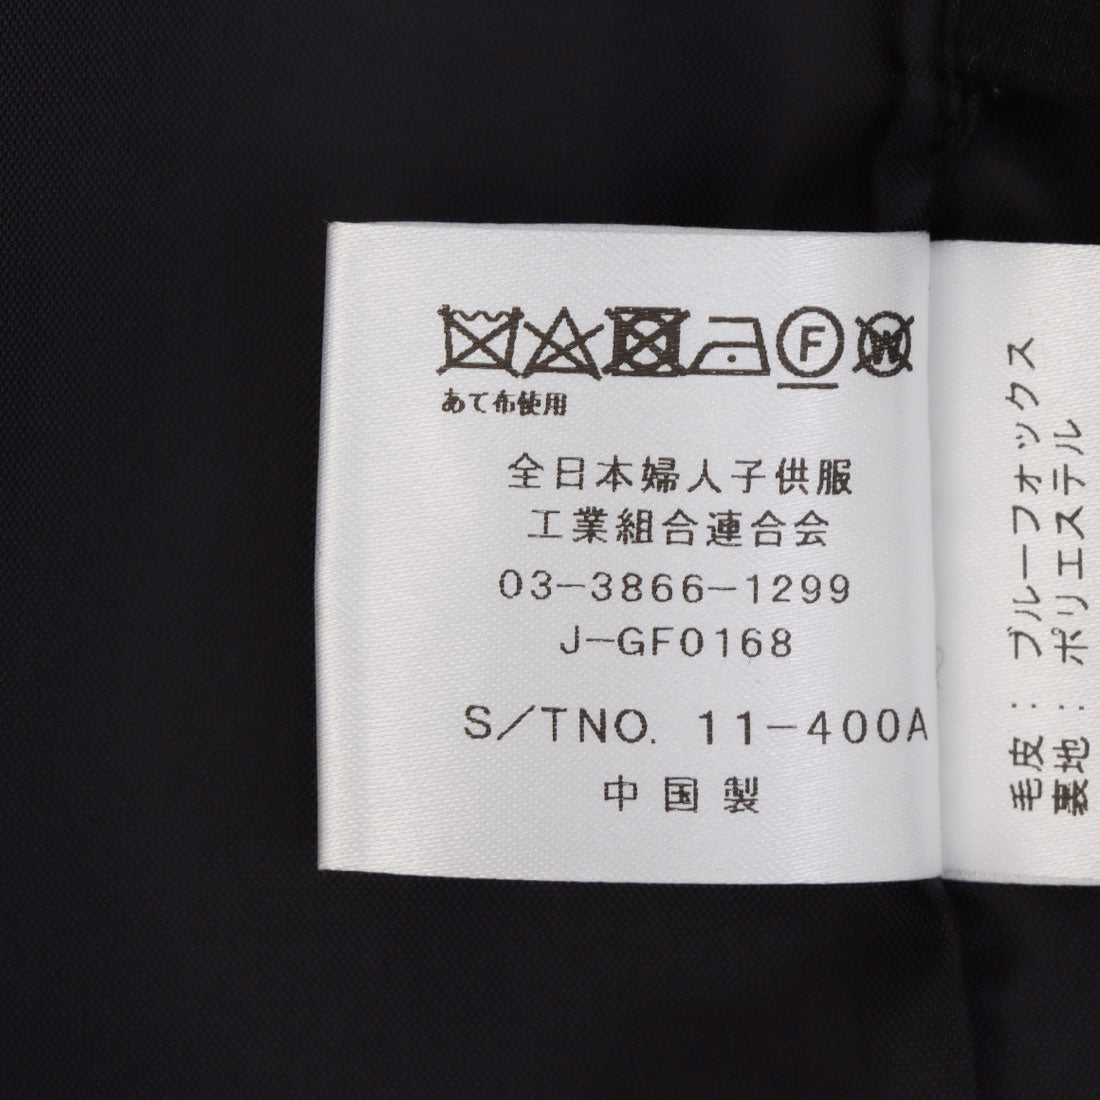 F
W
あて布使用
全日本婦人子供服
工業組合連合会
03-3866-1299
J-GF0168
S/TNO. 11-400A
中国製
毛皮:ブルーフォックス
裏地:ポリエステル